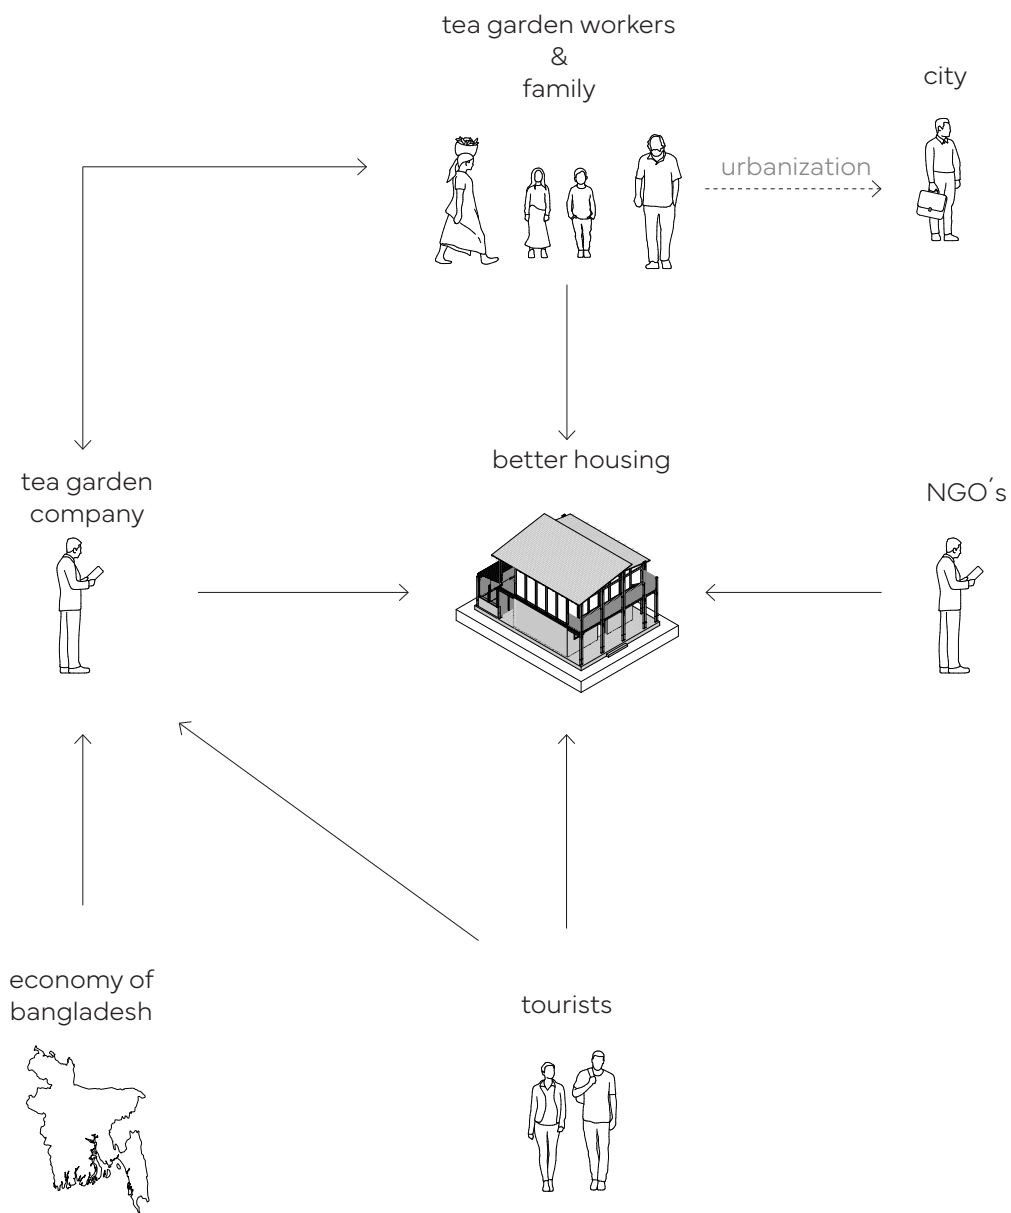 tea garden workers
&
family
city
urbanization
better housing
tea garden
company
NGO´s
economy of
bangladesh
tourists